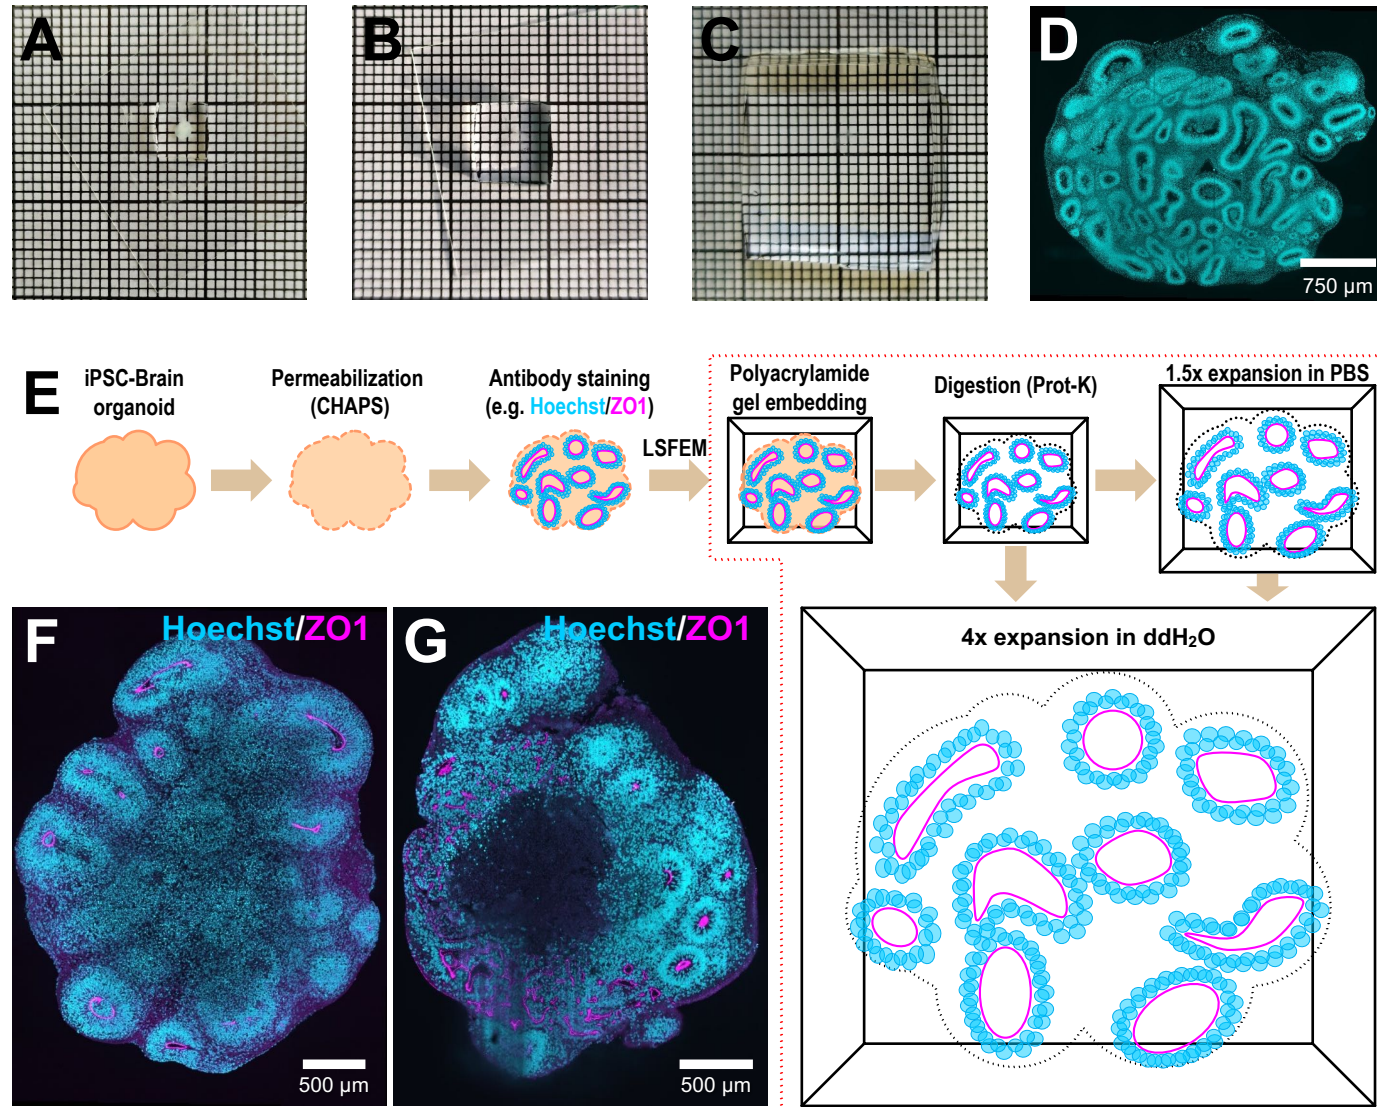 A
B
C
D
750 µm
E
iPSC-Brain
organoid
Permeabilization
(CHAPS)
Antibody staining
(e.g. Hoechst/ZO1)
LSFEM
Polyacrylamide
gel embedding
Digestion (Prot-K)
1.5x expansion in PBS
4x expansion in ddH₂O
F
Hoechst/ZO1
500 µm
G
Hoechst/ZO1
500 µm